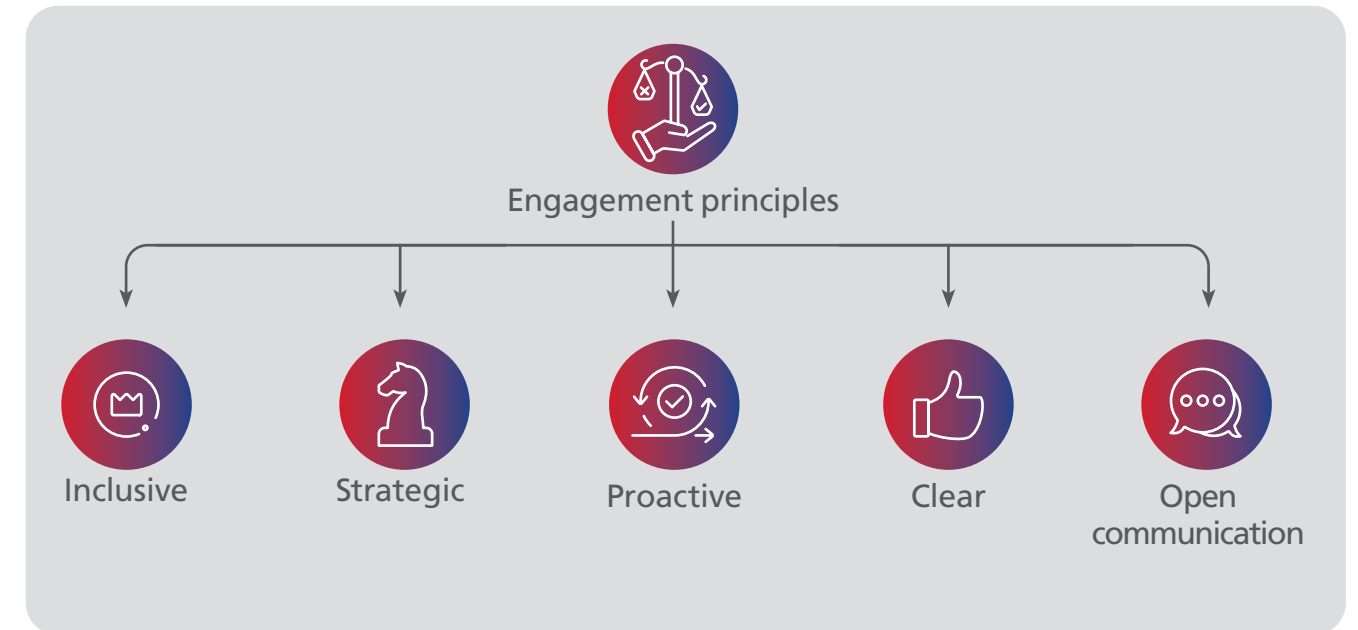 Engagement principles
Inclusive
Strategic
Proactive
Clear
Open
communication